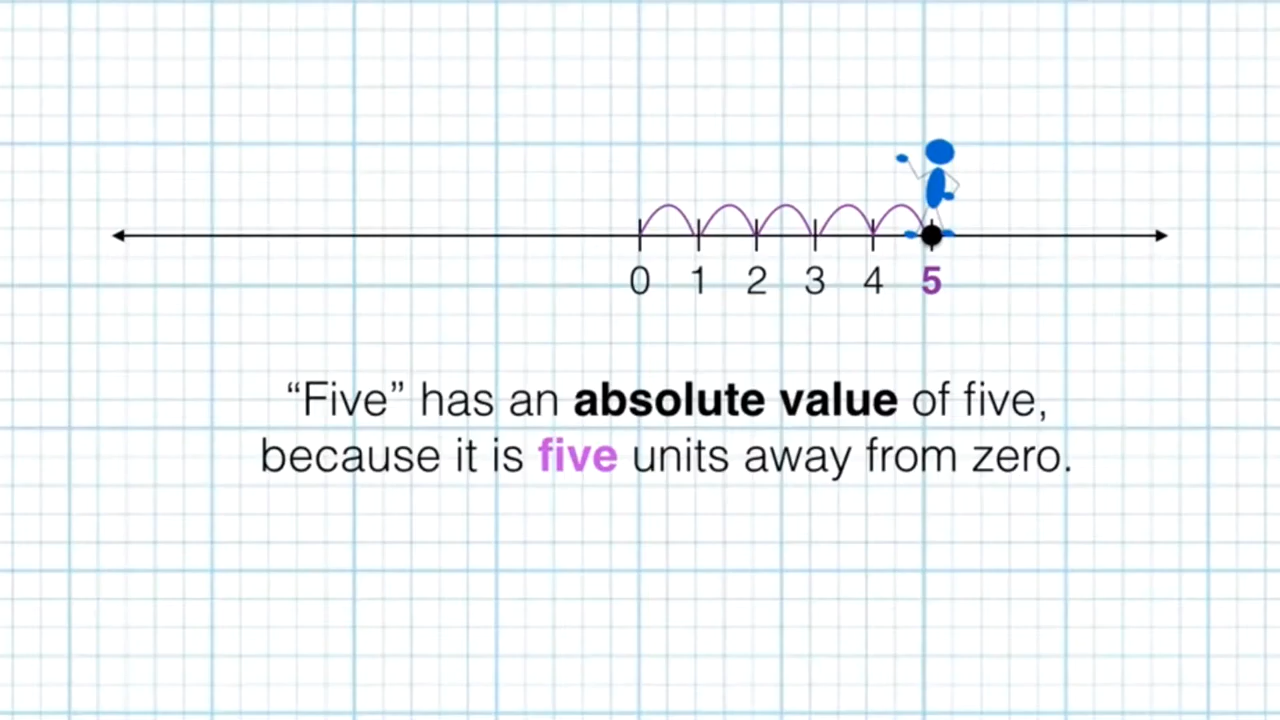 0 1 2 3 4 5
“Five” has an absolute value of five,
because it is five units away from zero.